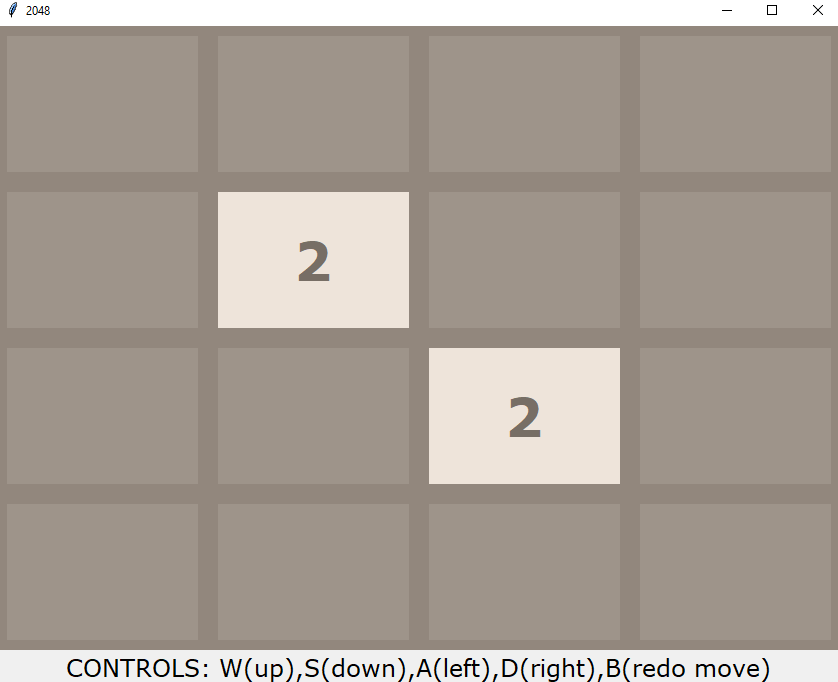 2048
2
2
CONTROLS: W(up),S(down),A(left),D(right),B(redo move)